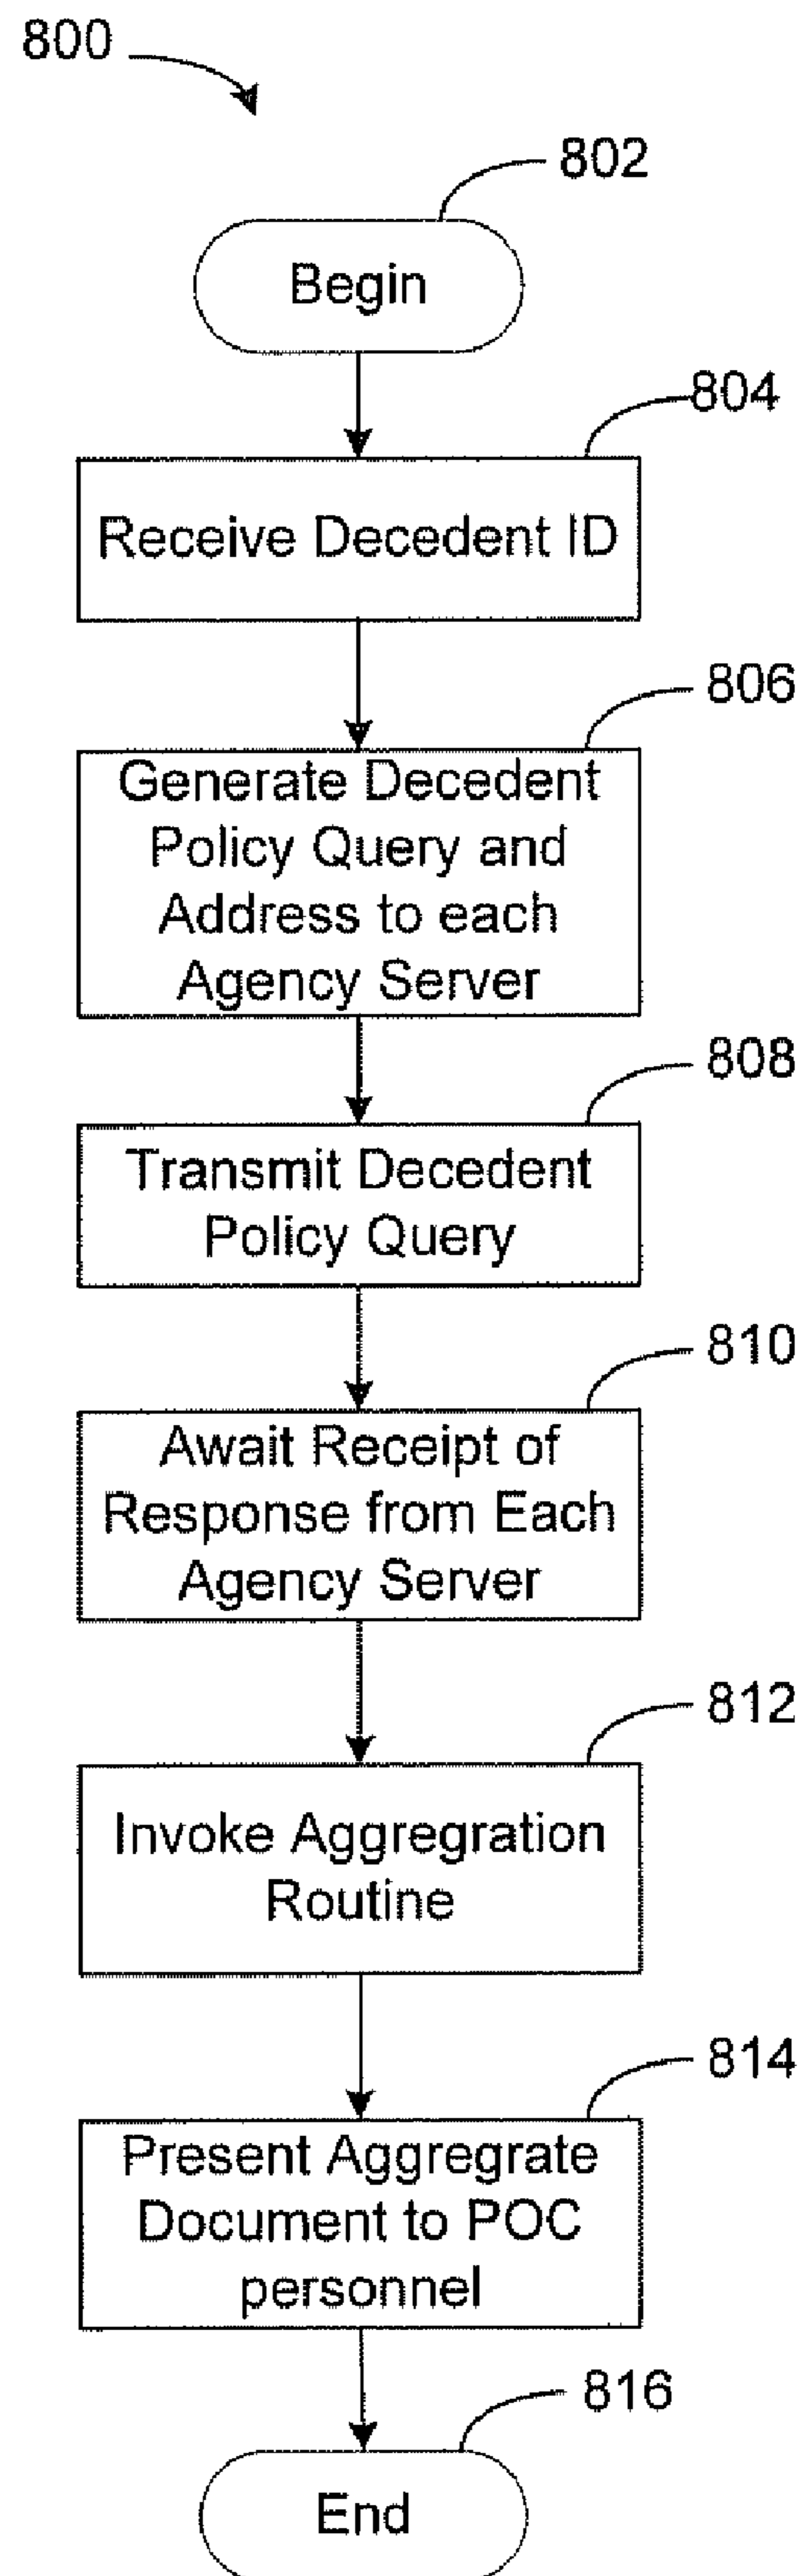 800
802
Begin
804
Receive Decedent ID
806
Generate Decedent
Policy Query and
Address to each
Agency Server
808
Transmit Decedent
Policy Query
810
Await Receipt of
Response from Each
Agency Server
812
Invoke Aggregration
Routine
814
Present Aggregrate
Document to POC
personnel
816
End